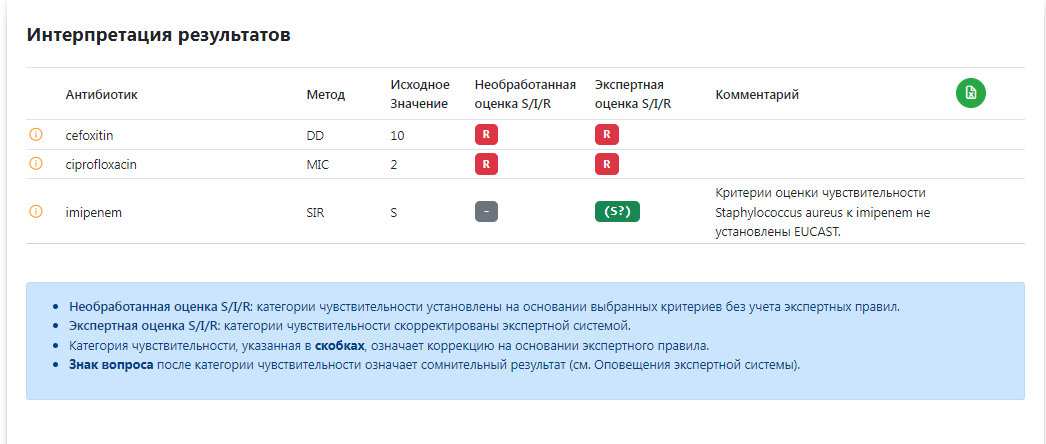 Интерпретация результатов
Антибиотик Метод Исходное Значение Необработанная оценка S/I/R Экспертная оценка S/I/R Комментарий
cefoxitin DD 10 R R
ciprofloxacin MIC 2 R R
imipenem SIR S - (S?) Критерии оценки чувствительности
Staphylococcus aureus к imipenem не
установлены EUCAST.
Необработанная оценка S/I/R: категории чувствительности установлены на основании выбранных критериев без учета экспертных правил.
Экспертная оценка S/I/R: категории чувствительности скорректированы экспертной системой.
Категория чувствительности, указанная в скобках, означает коррекцию на основании экспертного правила.
Знак вопроса после категории чувствительности означает сомнительный результат (см. Оповещения экспертной системы).